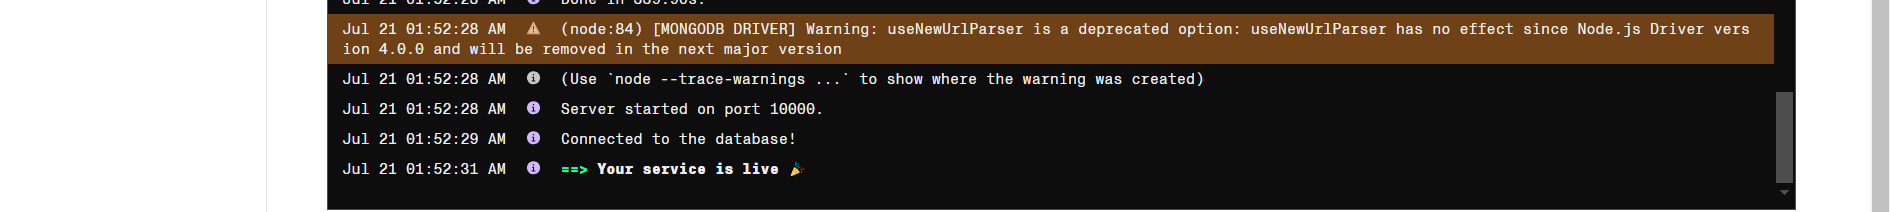 Done in 389.90s.
Jul 21 01:52:28 AM (node:84) [MONGODB DRIVER] Warning: useNewUrlParser is a deprecated option: useNewUrlParser has no effect since Node.js Driver vers
ion 4.0.0 and will be removed in the next major version
Jul 21 01:52:28 AM (Use `node --trace-warnings ...` to show where the warning was created)
Jul 21 01:52:28 AM Server started on port 10000.
Jul 21 01:52:29 AM Connected to the database!
Jul 21 01:52:31 AM ==> Your service is live 🎉